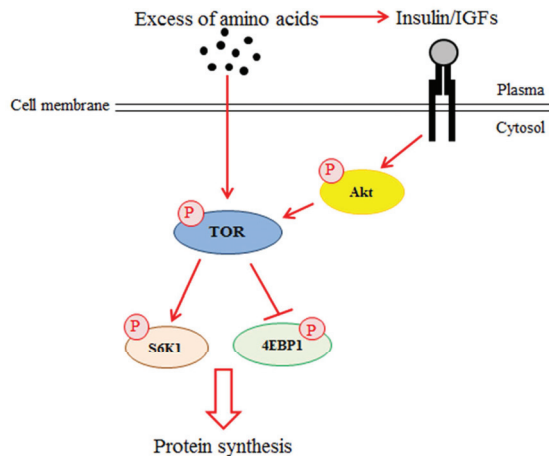 Excess of amino acids
Insulin/IGFs
Plasma
Cell membrane
Cytosol
P
Akt
P
TOR
P
S6K1
4EBP1
P
Protein synthesis